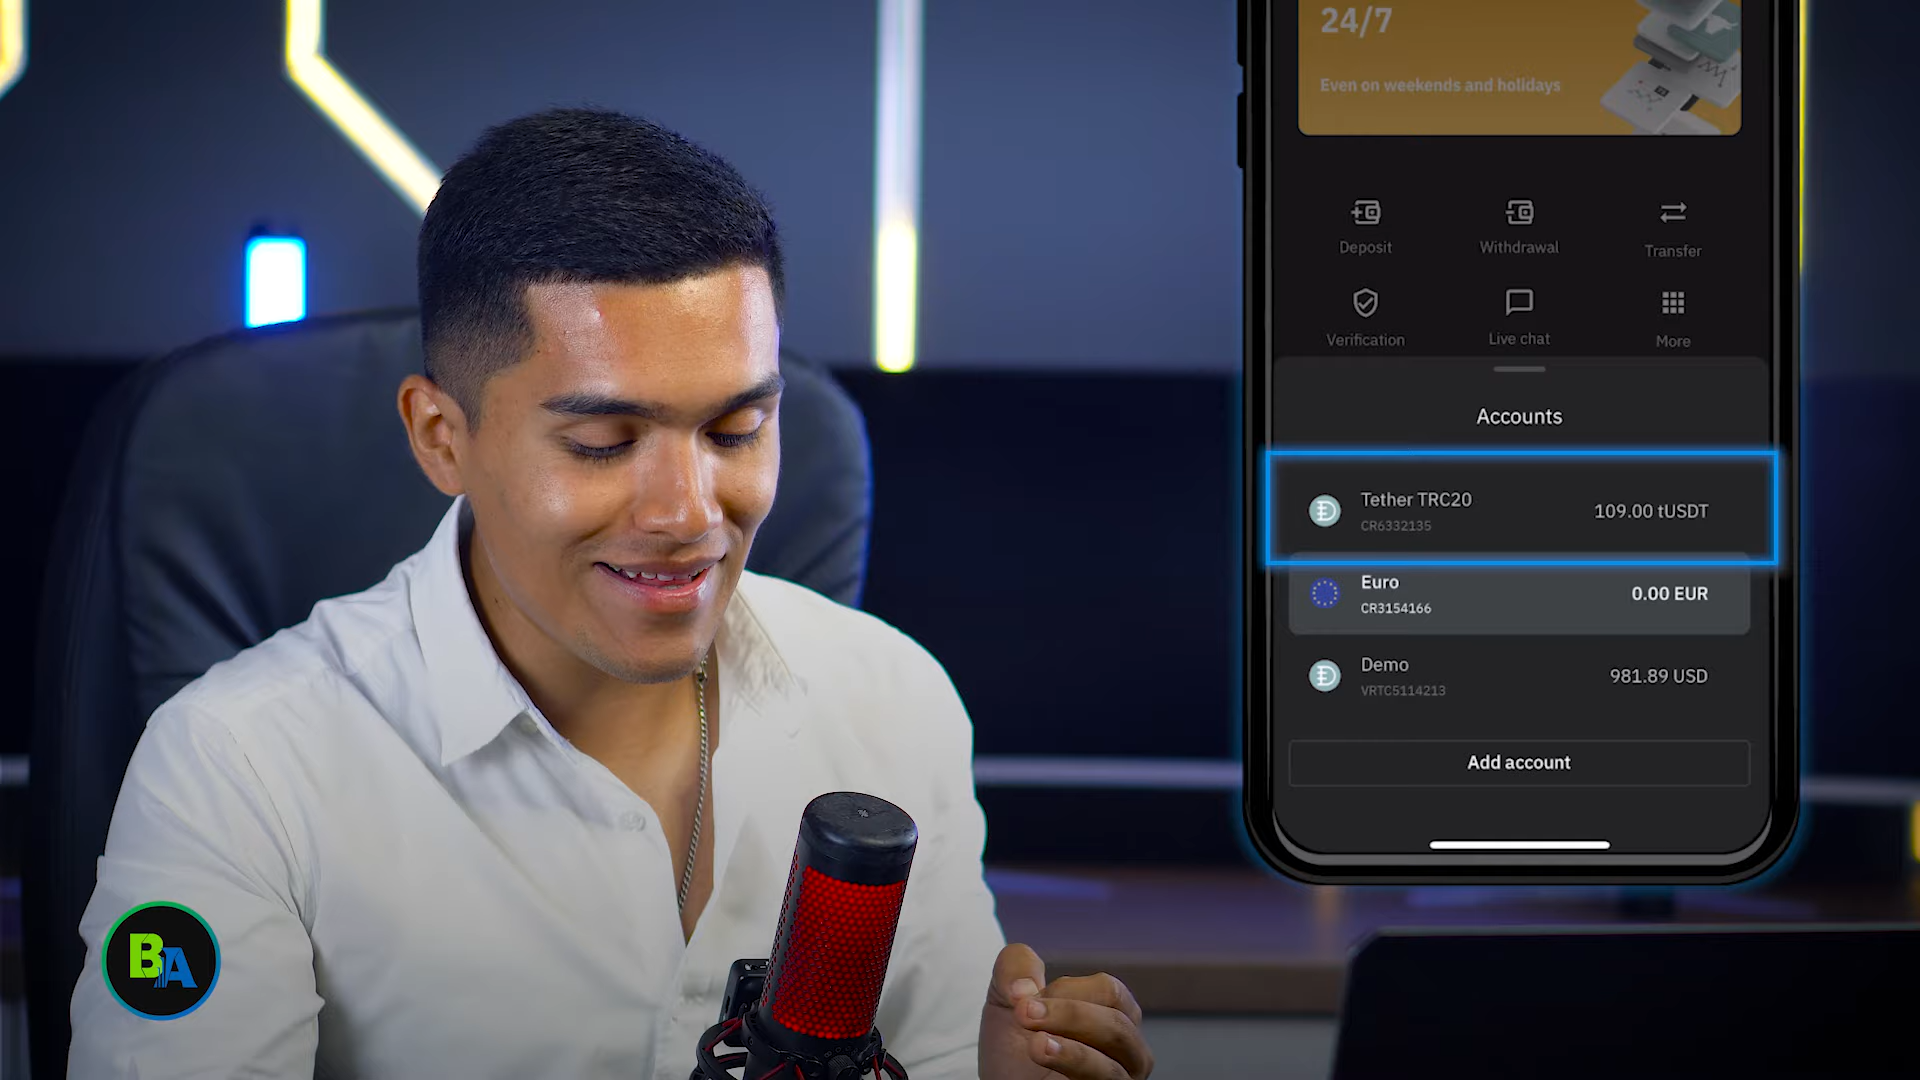 24/7
Even on weekends and holidays
Deposit
Withdrawal
Transfer
Verification
Live chat
More
Accounts
Tether TRC20
109.00 tUSDT
CR6332135
Euro
0.00 EUR
CR3154166
Demo
981.89 USD
VRTC5114213
Add account
BA